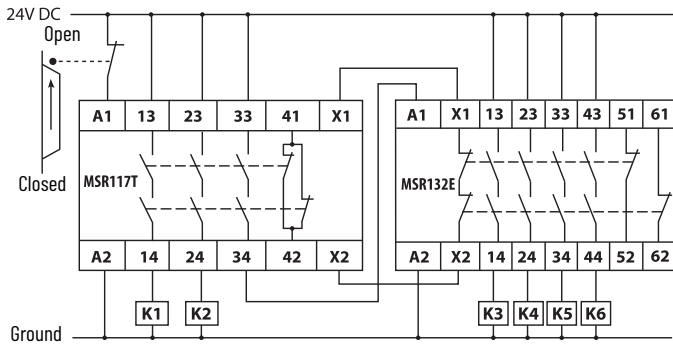 24V DC
Open
Closed
A1 13 23 33 41 X1
MSR117T
A2 14 24 34 42 X2
K1 K2
A1 X1 13 23 33 43 51 61
MSR132E
A2 X2 14 24 34 44 52 62
K3 K4 K5 K6
Ground